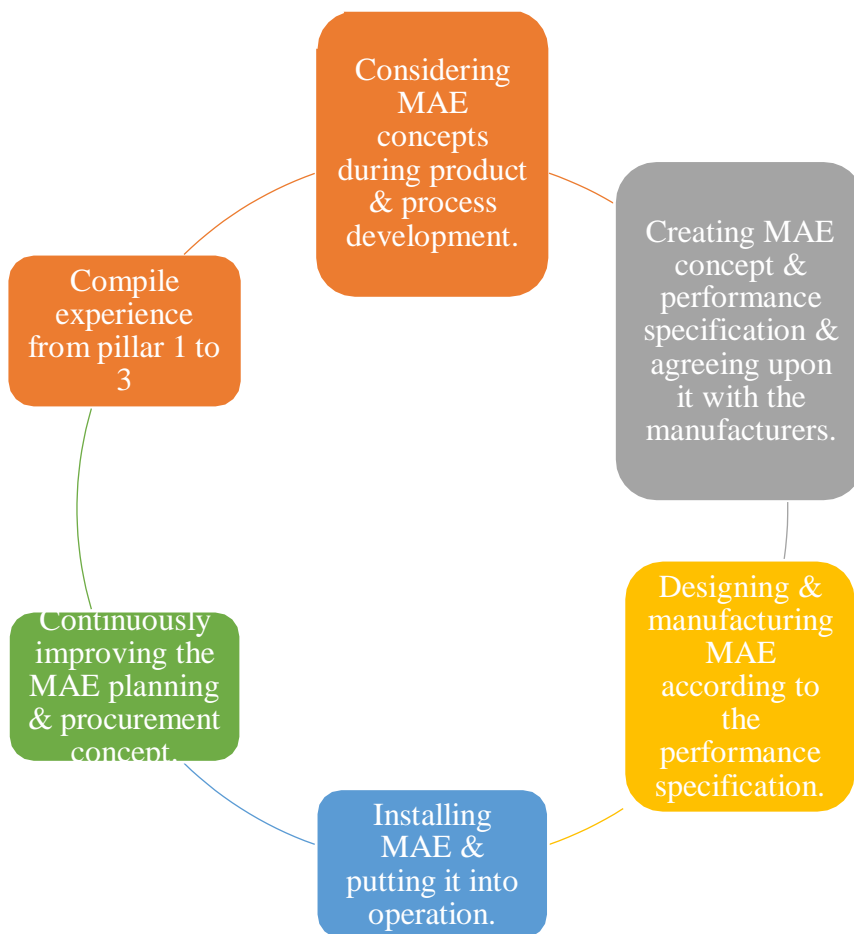 Considering
MAE
concepts
during product
& process
development.
Creating MAE
concept &
performance
specification &
agreeing upon
it with the
manufacturers.
Designing &
manufacturing
MAE
according to
the
performance
specification.
Installing
MAE &
putting it into
operation.
Continuously
improving the
MAE planning
& procurement
concept.
Compile
experience
from pillar 1 to
3